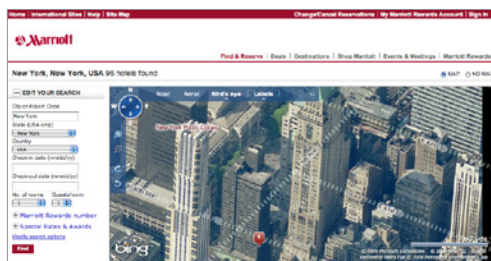 Home | International Sites | Help | Site Map
Change/Cancel Reservations | My Marriott Rewards Account | Sign In
Marriott
Find & Reserve | Deals | Destinations | Shop Marriott | Events & Meetings | Marriott Rewards
New York, New York, USA 96 hotels found
MAP
NO MA
EDIT YOUR SEARCH
City or Airport Code
New York
State (USA only)
New York
Country
USA
Check-in date (mm/dd/yy)
Check-out date (mm/dd/yy)
No. of rooms Guests/room
Marriott Rewards number
Special Rates & Awards
Modify search options
Find
N
W
E
Road Aerial Bird's eye Labels
New York Public Library
bing